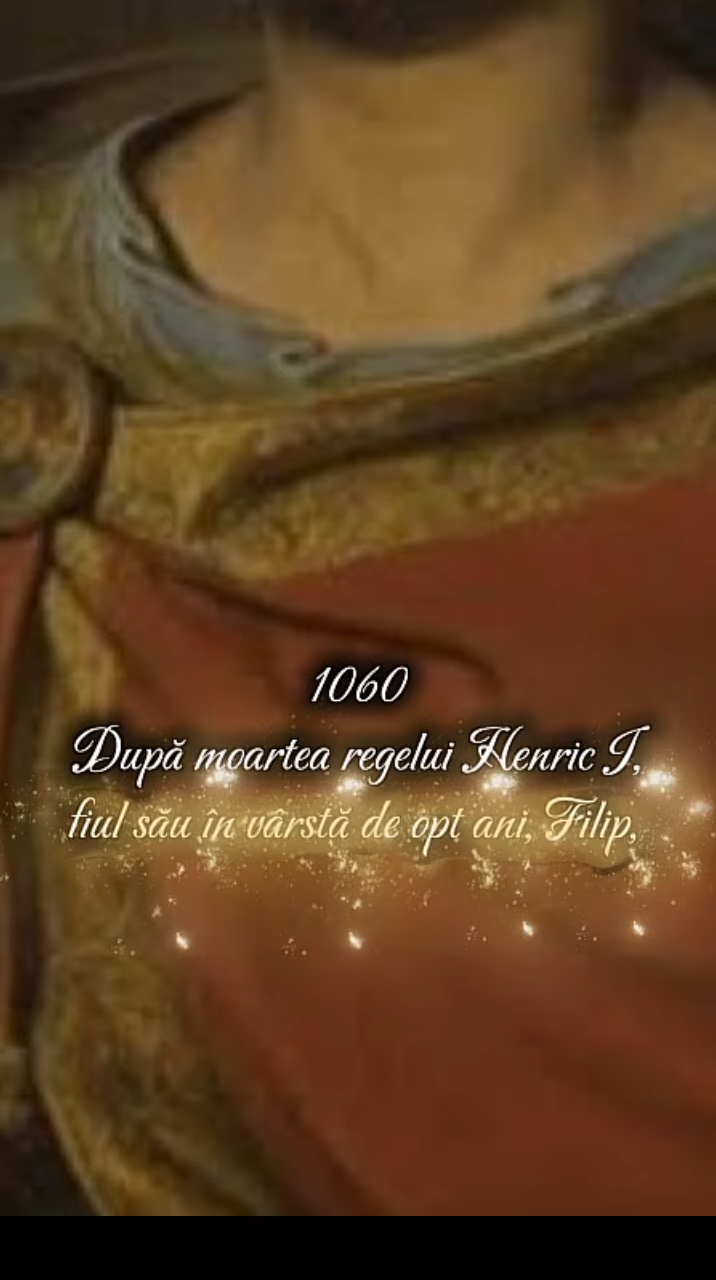 1060
După moartea regelui Henric I,
fiul său în vârstă de opt ani, Filip,